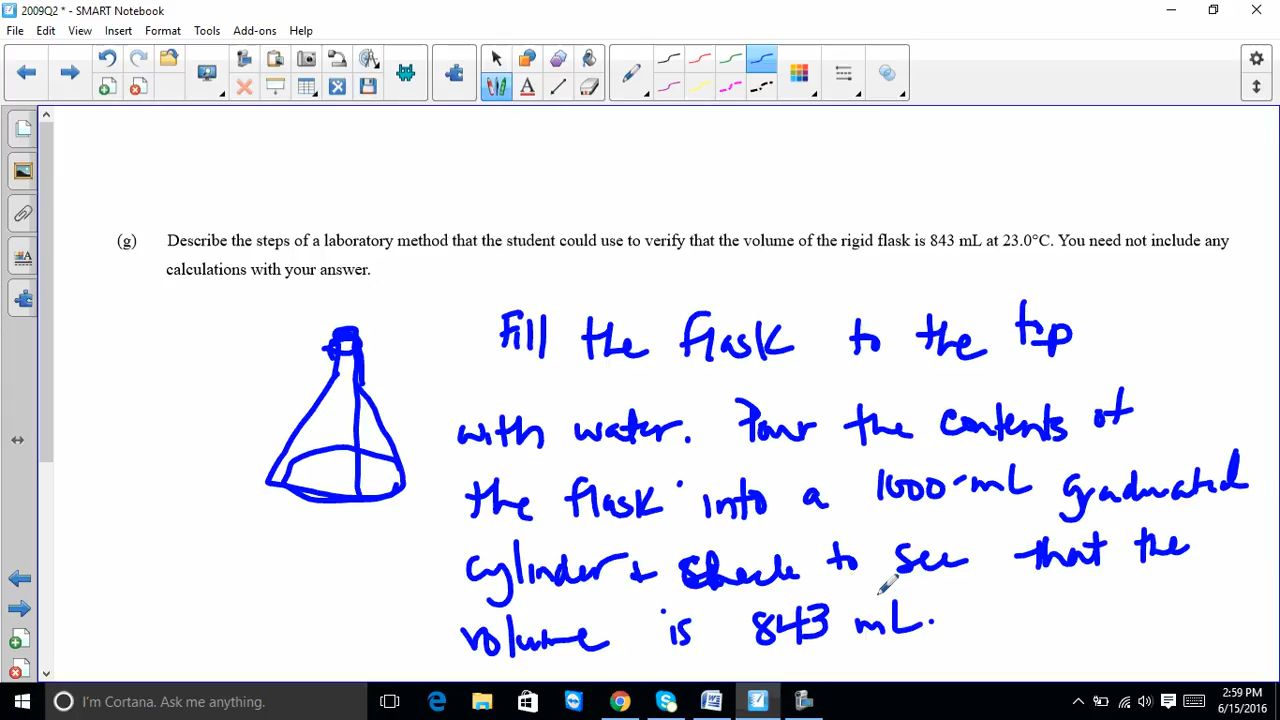 2009Q2 * - SMART Notebook
File Edit View Insert Format Tools Add-ons Help
(g) Describe the steps of a laboratory method that the student could use to verify that the volume of the rigid flask is 843 mL at 23.0°C. You need not include any
calculations with your answer.
Fill the flask to the top
with water. Pour the contents of
the flask into a 1000-mL graduated
cylinder + check to see that the
volume is 843 mL.
I'm Cortana. Ask me anything.
2:59 PM
6/15/2016